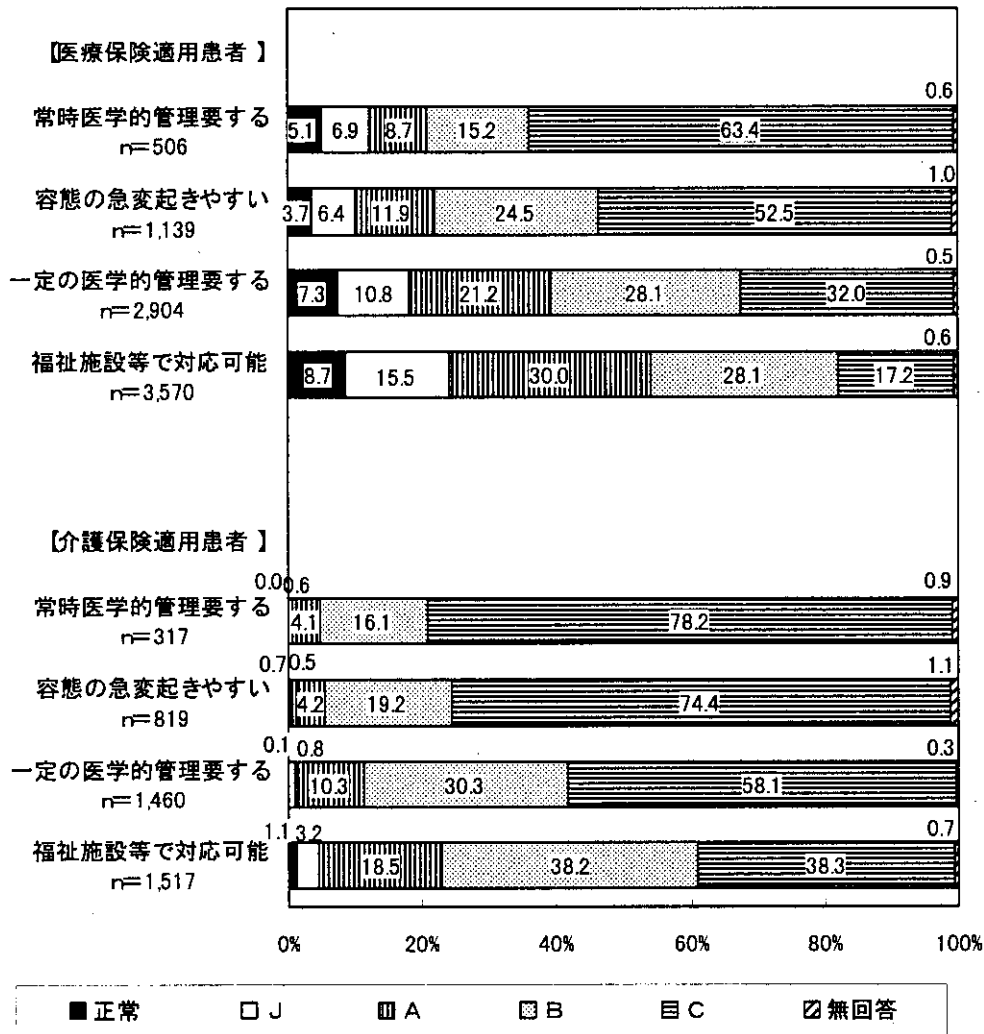 【医療保険適用患者 】
0.6
常時医学的管理要する
n=506
5.1 6.9 8.7 15.2 63.4
1.0
容態の急変起きやすい
n=1,139
3.7 6.4 11.9 24.5 52.5
0.5
一定の医学的管理要する
n=2,904
7.3 10.8 21.2 28.1 32.0
0.6
福祉施設等で対応可能
n=3,570
8.7 15.5 30.0 28.1 17.2
【介護保険適用患者 】
0.0 0.6 0.9
常時医学的管理要する
n=317
4.1 16.1 78.2
0.7 0.5 1.1
容態の急変起きやすい
n=819
4.2 19.2 74.4
0.1 0.8 0.3
一定の医学的管理要する
n=1,460
10.3 30.3 58.1
1.1 3.2 0.7
福祉施設等で対応可能
n=1,517
18.5 38.2 38.3
0% 20% 40% 60% 80% 100%
正常 J A B C 無回答